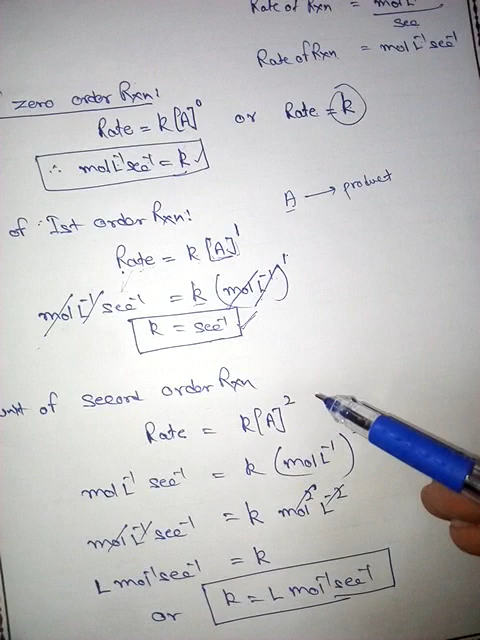 Rate of Rxn = mol L⁻¹ / sec
Rate of Rxn = mol L⁻¹ sec⁻¹
zero order Rxn:
Rate = k[A]⁰ or Rate = k
∴ mol L⁻¹ sec⁻¹ = k
A → product
of Ist order Rxn:
Rate = k [A]¹
mol L⁻¹ sec⁻¹ = k (mol L⁻¹)¹
k = sec⁻¹
unit of second order Rxn
Rate = k[A]²
mol L⁻¹ sec⁻¹ = k (mol L⁻¹)
mol L⁻¹ sec⁻¹ = k mol² L⁻²
L mol⁻¹ sec⁻¹ = k
or k = L mol⁻¹ sec⁻¹